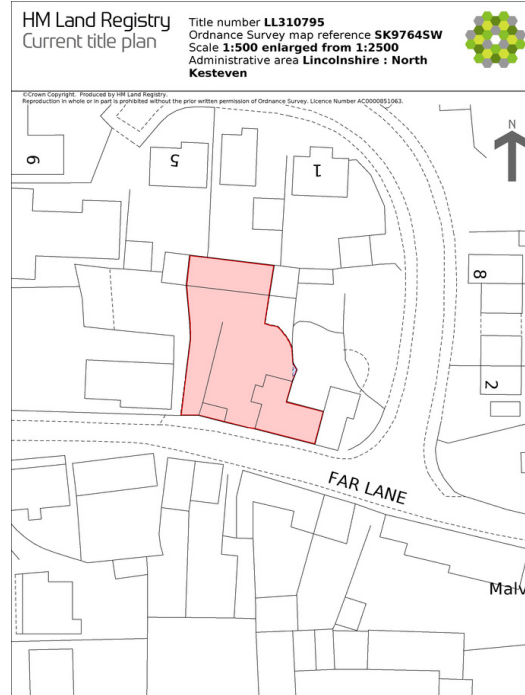 HM Land Registry
Current title plan
Title number LL310795
Ordnance Survey map reference SK9764SW
Scale 1:500 enlarged from 1:2500
Administrative area Lincolnshire : North
Kesteven
©Crown Copyright. Produced by HM Land Registry.
Reproduction in whole or in part is prohibited without the prior written permission of Ordnance Survey. Licence Number AC0000851063.
N
6
5
1
8
2
FAR LANE
Malv